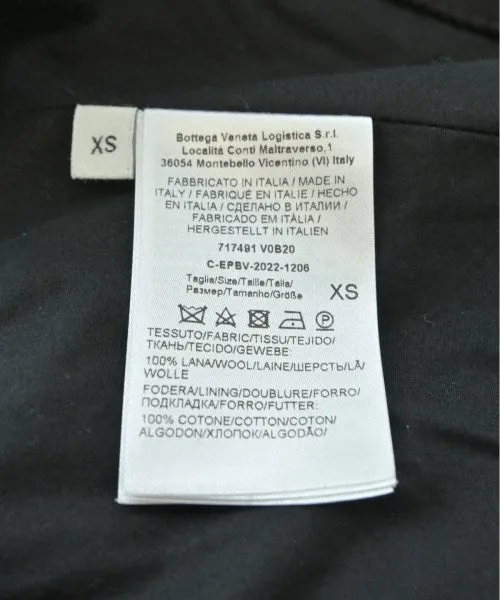 XS
Bottega Veneta Logistica S.r.l.
Località Conti Maltraverso,1
36054 Montebello Vicentino (VI) Italy
FABBRICATO IN ITALIA / MADE IN
ITALY / FABRIQUÉ EN ITALIE / HECHO
EN ITALIA / СДЕЛАНО В ИТАЛИИ /
FABRICADO EM ITÁLIA /
HERGESTELLT IN ITALIEN
717491 V0B20
C-EPBV-2022-1206
Taglia/Size/Taille/Talla/
Размер/Tamanho/Größe XS
P
TESSUTO/FABRIC/TISSU/TEJIDO/
ТКАНЬ/TECIDO/GEWEBE:
100% LANA/WOOL/LAINE/ШЕРСТЬ/LÃ/
WOLLE
FODERA/LINING/DOUBLURE/FORRO/
ПОДКЛАДКА/FORRO/FUTTER:
100% COTONE/COTTON/COTON/
ALGODON/ХЛОПОК/ALGODÃO/